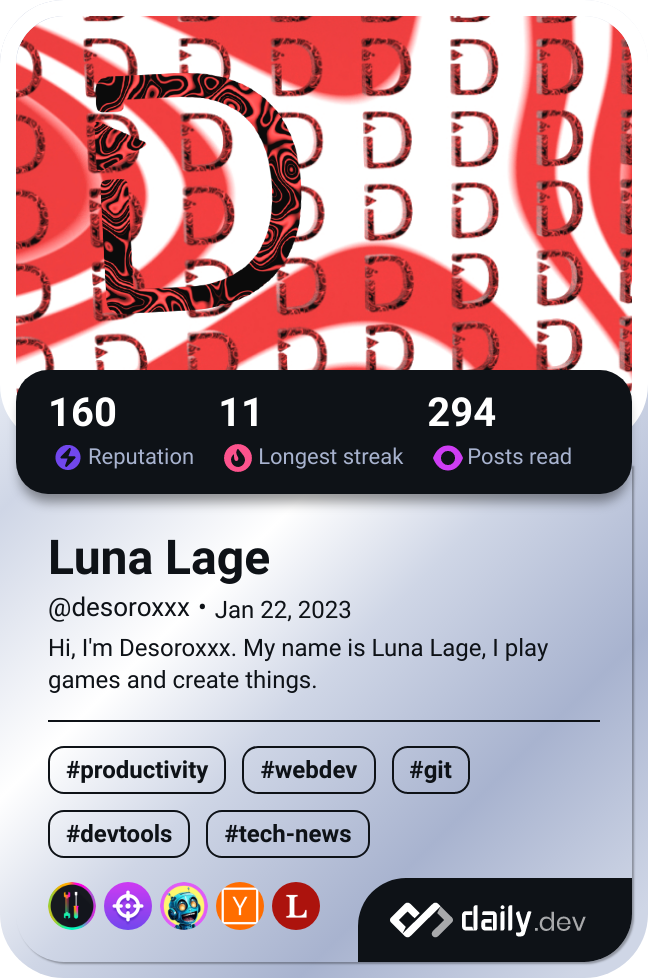 D
160 11 294
Reputation Longest streak Posts read
Luna Lage
@desoroxxx • Jan 22, 2023
Hi, I'm Desoroxxx. My name is Luna Lage, I play
games and create things.
#productivity #webdev #git
#devtools #tech-news
Y L
daily.dev